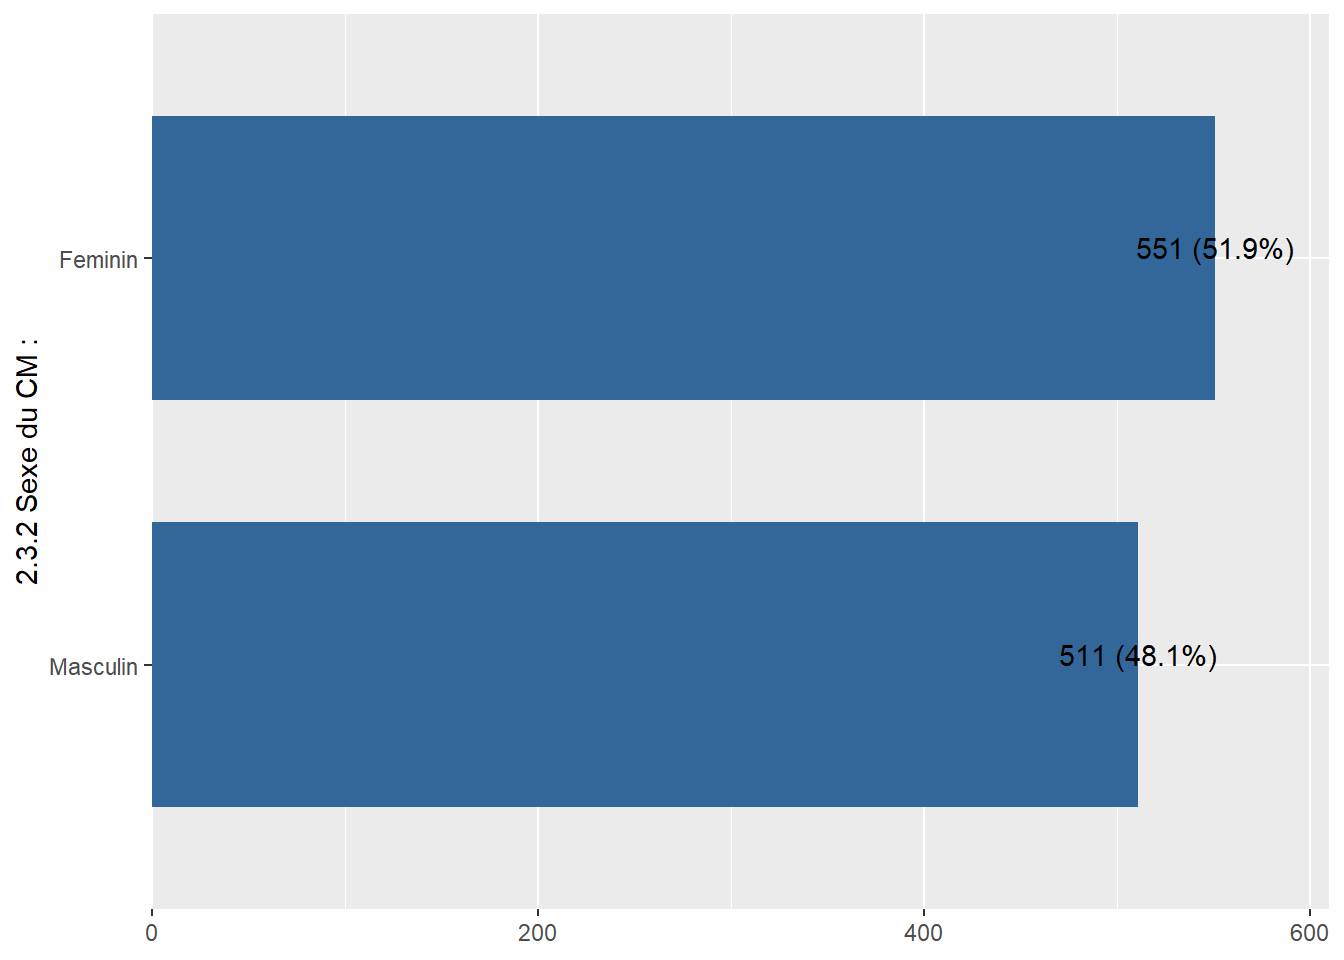 2.3.2 Sexe du CM :
Feminin
551 (51.9%)
Masculin
511 (48.1%)
0
200
400
600